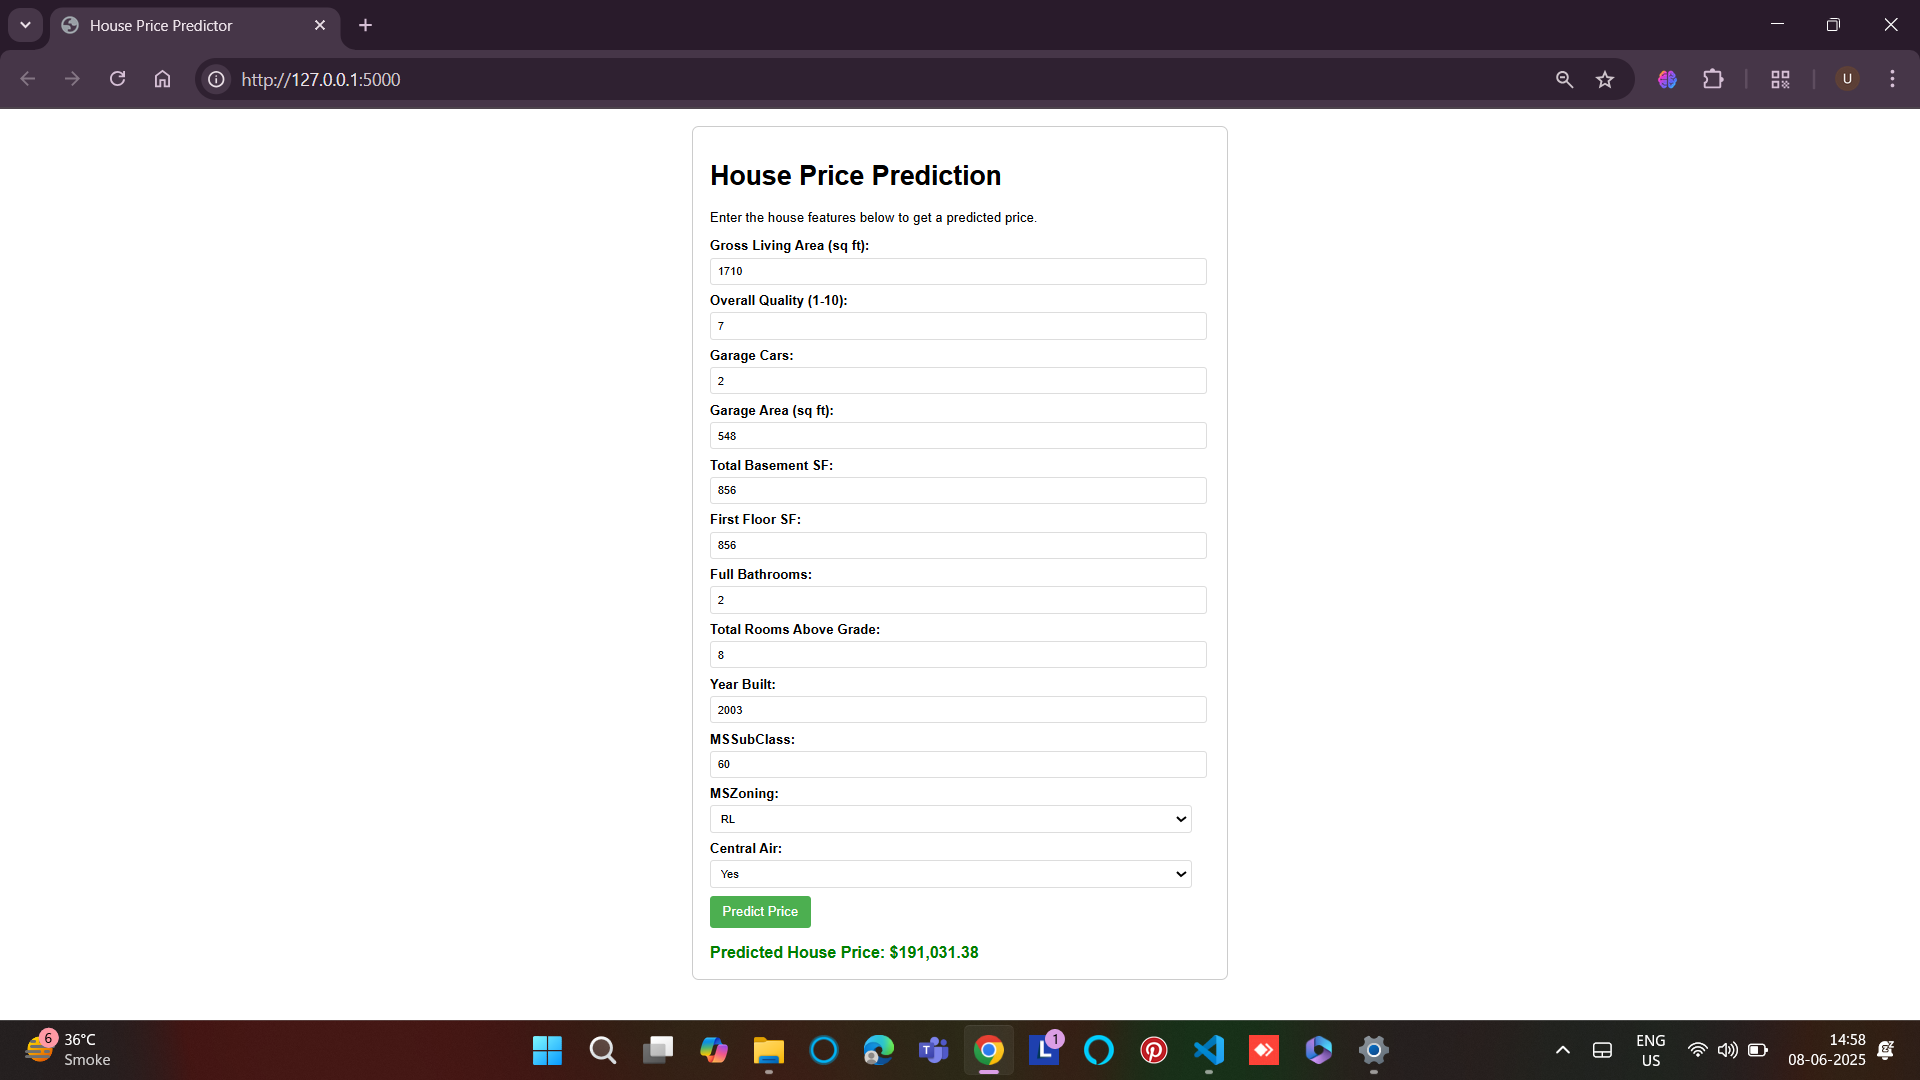 House Price Predictor
http://127.0.0.1:5000
U
House Price Prediction
Enter the house features below to get a predicted price.
Gross Living Area (sq ft):
1710
Overall Quality (1-10):
7
Garage Cars:
2
Garage Area (sq ft):
548
Total Basement SF:
856
First Floor SF:
856
Full Bathrooms:
2
Total Rooms Above Grade:
8
Year Built:
2003
MSSubClass:
60
MSZoning:
RL
Central Air:
Yes
Predict Price
Predicted House Price: $191,031.38
6
36°C
Smoke
T
L
1
ENG
US
14:58
08-06-2025